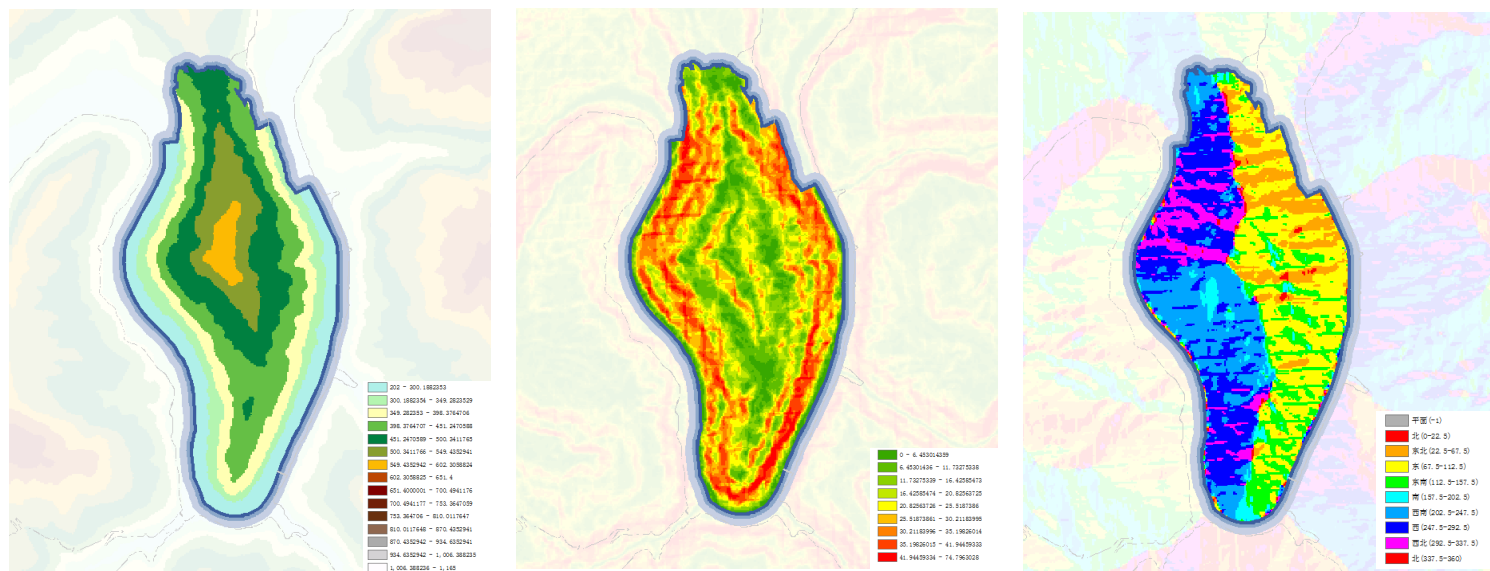 202 - 300.1882353
300.1882354 - 349.2823529
349.282353 - 398.3764706
398.3764707 - 451.2470588
451.2470589 - 500.3411765
500.3411766 - 549.4352941
549.4352942 - 602.3058824
602.3058825 - 651.4
651.4000001 - 700.4941176
700.4941177 - 753.3647059
753.364706 - 810.0117647
810.0117648 - 870.4352941
870.4352942 - 934.6352941
934.6352942 - 1,006.388235
1,006.388236 - 1,165
0 - 6.453014359
6.45301436 - 11.73275338
11.73275339 - 16.42585473
16.42585474 - 20.82563725
20.82563726 - 25.9187386
25.91873861 - 30.21183995
30.21183996 - 35.19826014
35.19826015 - 41.94459333
41.94459334 - 74.7963028
平面(-1)
北(0-22.5)
东北(22.5-67.5)
东(67.5-112.5)
东南(112.5-157.5)
南(157.5-202.5)
西南(202.5-247.5)
西(247.5-292.5)
西北(292.5-337.5)
北(337.5-360)